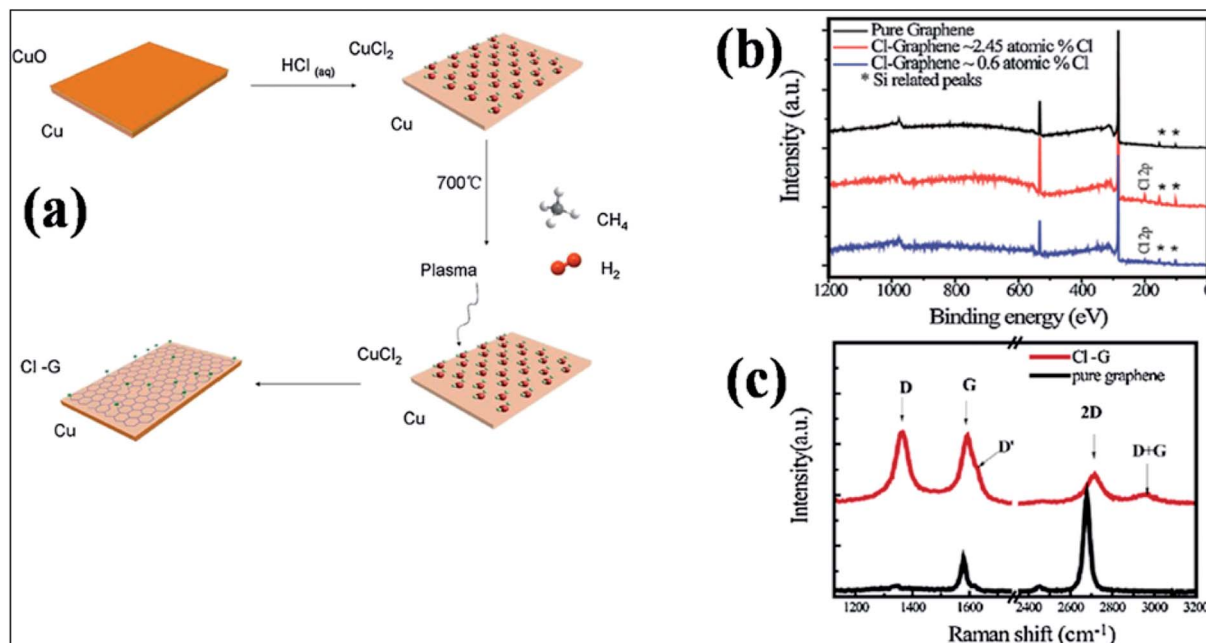 (a)
CuO
Cu
HCl (aq)
CuCl2
Cu
700℃
CH4
H2
Plasma
CuCl2
Cu
Cl -G
Cu
(b)
Pure Graphene
Cl-Graphene ~2.45 atomic % Cl
Cl-Graphene ~ 0.6 atomic % Cl
* Si related peaks
Intensity (a.u.)
* *
Cl 2p
* *
Cl 2p
* *
1200 1000 800 600 400 200 0
Binding energy (eV)
(c)
Cl -G
pure graphene
D
G
D'
2D
D+G
Intensity(a.u.)
1200 1400 1600 2400 2600 2800 3000 3200
Raman shift (cm-1)